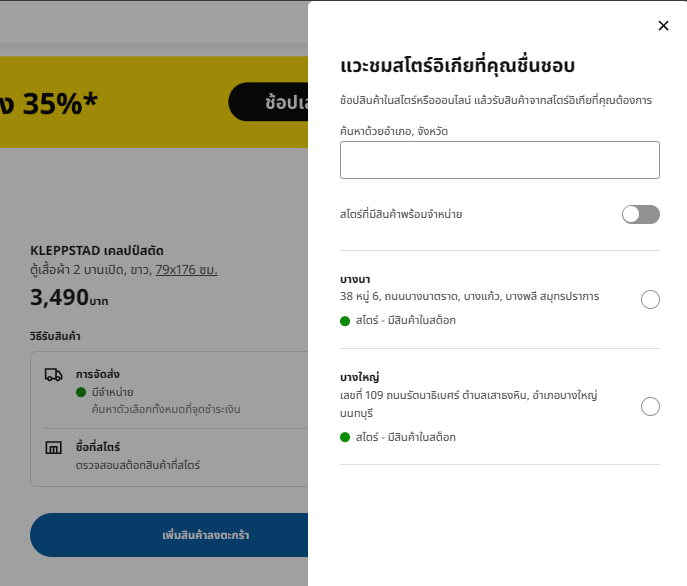 35%*
KLEPPSTAD เคลปป์สตัด
ตู้เสื้อผ้า 2 บานเปิด, ขาว, 79x176 ซม.
3,490บาท
วิธีรับสินค้า
การจัดส่ง
มีจำหน่าย
ค้นหาตัวเลือกทั้งหมดที่จุดชำระเงิน
ซื้อที่สโตร์
ตรวจสอบสต็อกสินค้าที่สโตร์
เพิ่มสินค้าลงตะกร้า
แวะชมสโตร์อิเกียที่คุณชื่นชอบ
ช้อปสินค้าในสโตร์หรือออนไลน์ แล้วรับสินค้าจากสโตร์อิเกียที่คุณต้องการ
ค้นหาด้วยอำเภอ, จังหวัด
สโตร์ที่มีสินค้าพร้อมจำหน่าย
บางนา
38 หมู่ 6, ถนนบางนาตราด, บางแก้ว, บางพลี สมุทรปราการ
สโตร์ - มีสินค้าในสต็อก
บางใหญ่
เลขที่ 109 ถนนรัตนาธิเบศร์ ตำบลเสาธงหิน, อำเภอบางใหญ่
นนทบุรี
สโตร์ - มีสินค้าในสต็อก